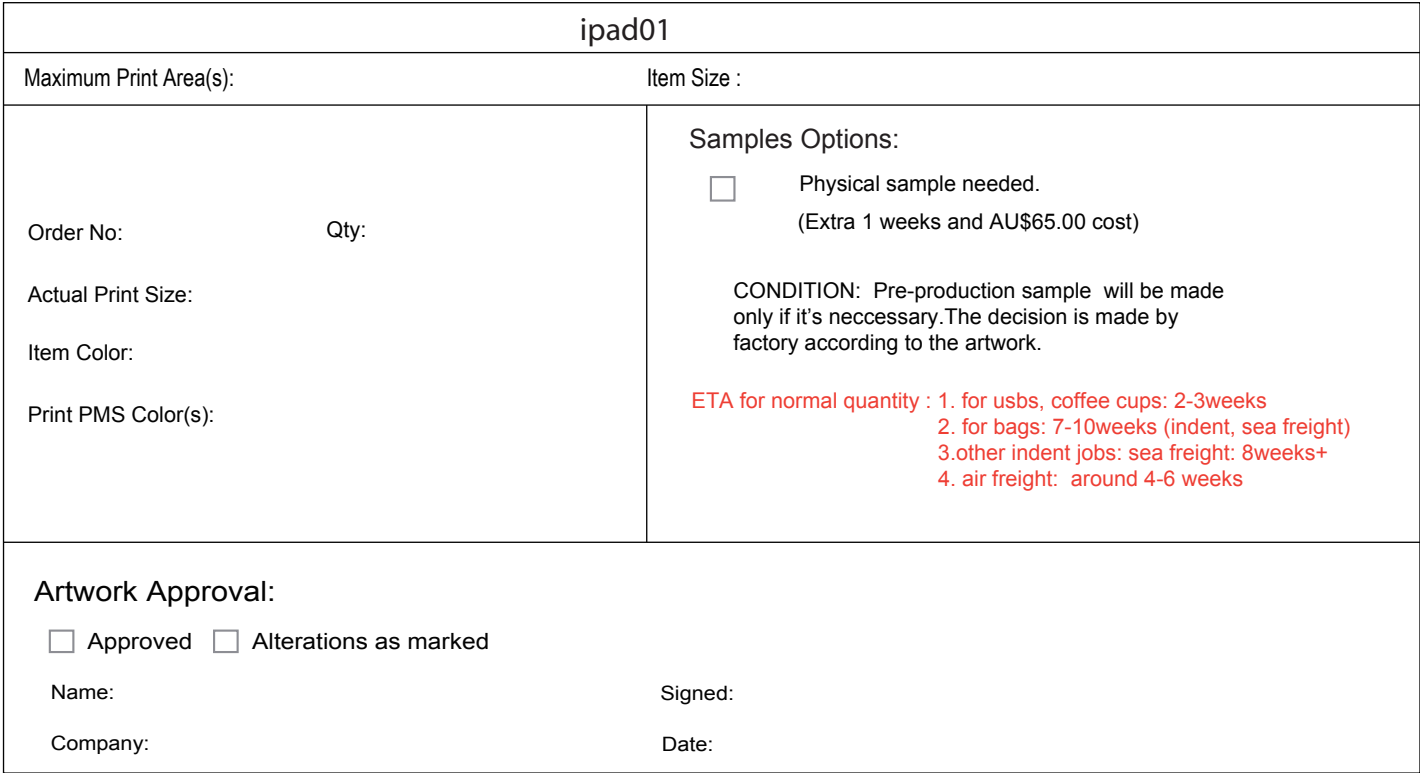 ipad01
Maximum Print Area(s):
Item Size :
Order No:
Qty:
Actual Print Size:
Item Color:
Print PMS Color(s):
Samples Options:
Physical sample needed.
(Extra 1 weeks and AU$65.00 cost)
CONDITION:  Pre-production sample  will be made
only if it's neccessary.The decision is made by
factory according to the artwork.
ETA for normal quantity : 1. for usbs, coffee cups: 2-3weeks
2. for bags: 7-10weeks (indent, sea freight)
3.other indent jobs: sea freight: 8weeks+
4. air freight:  around 4-6 weeks
Artwork Approval:
Approved
Alterations as marked
Name:
Signed:
Company:
Date: